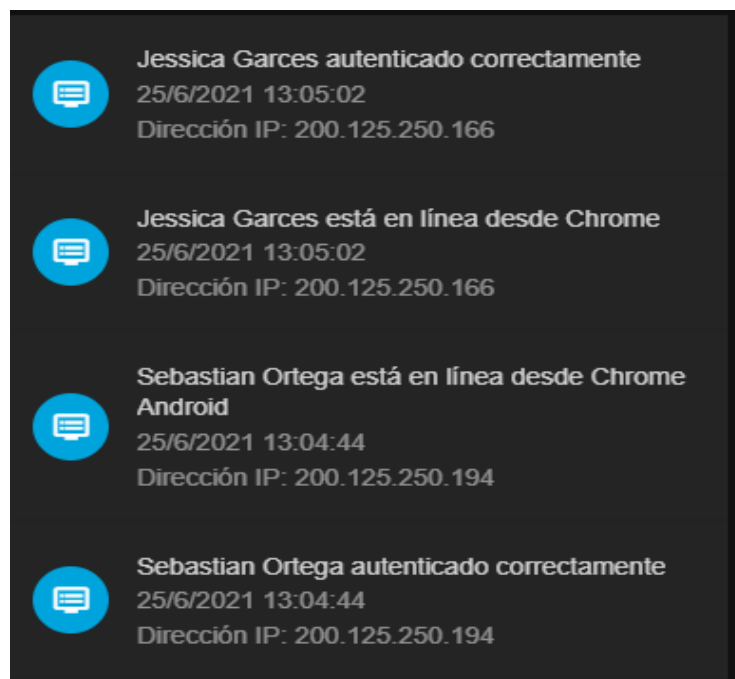 Jessica Garces autenticado correctamente
25/6/2021 13:05:02
Dirección IP: 200.125.250.166
Jessica Garces está en línea desde Chrome
25/6/2021 13:05:02
Dirección IP: 200.125.250.166
Sebastian Ortega está en línea desde Chrome
Android
25/6/2021 13:04:44
Dirección IP: 200.125.250.194
Sebastian Ortega autenticado correctamente
25/6/2021 13:04:44
Dirección IP: 200.125.250.194